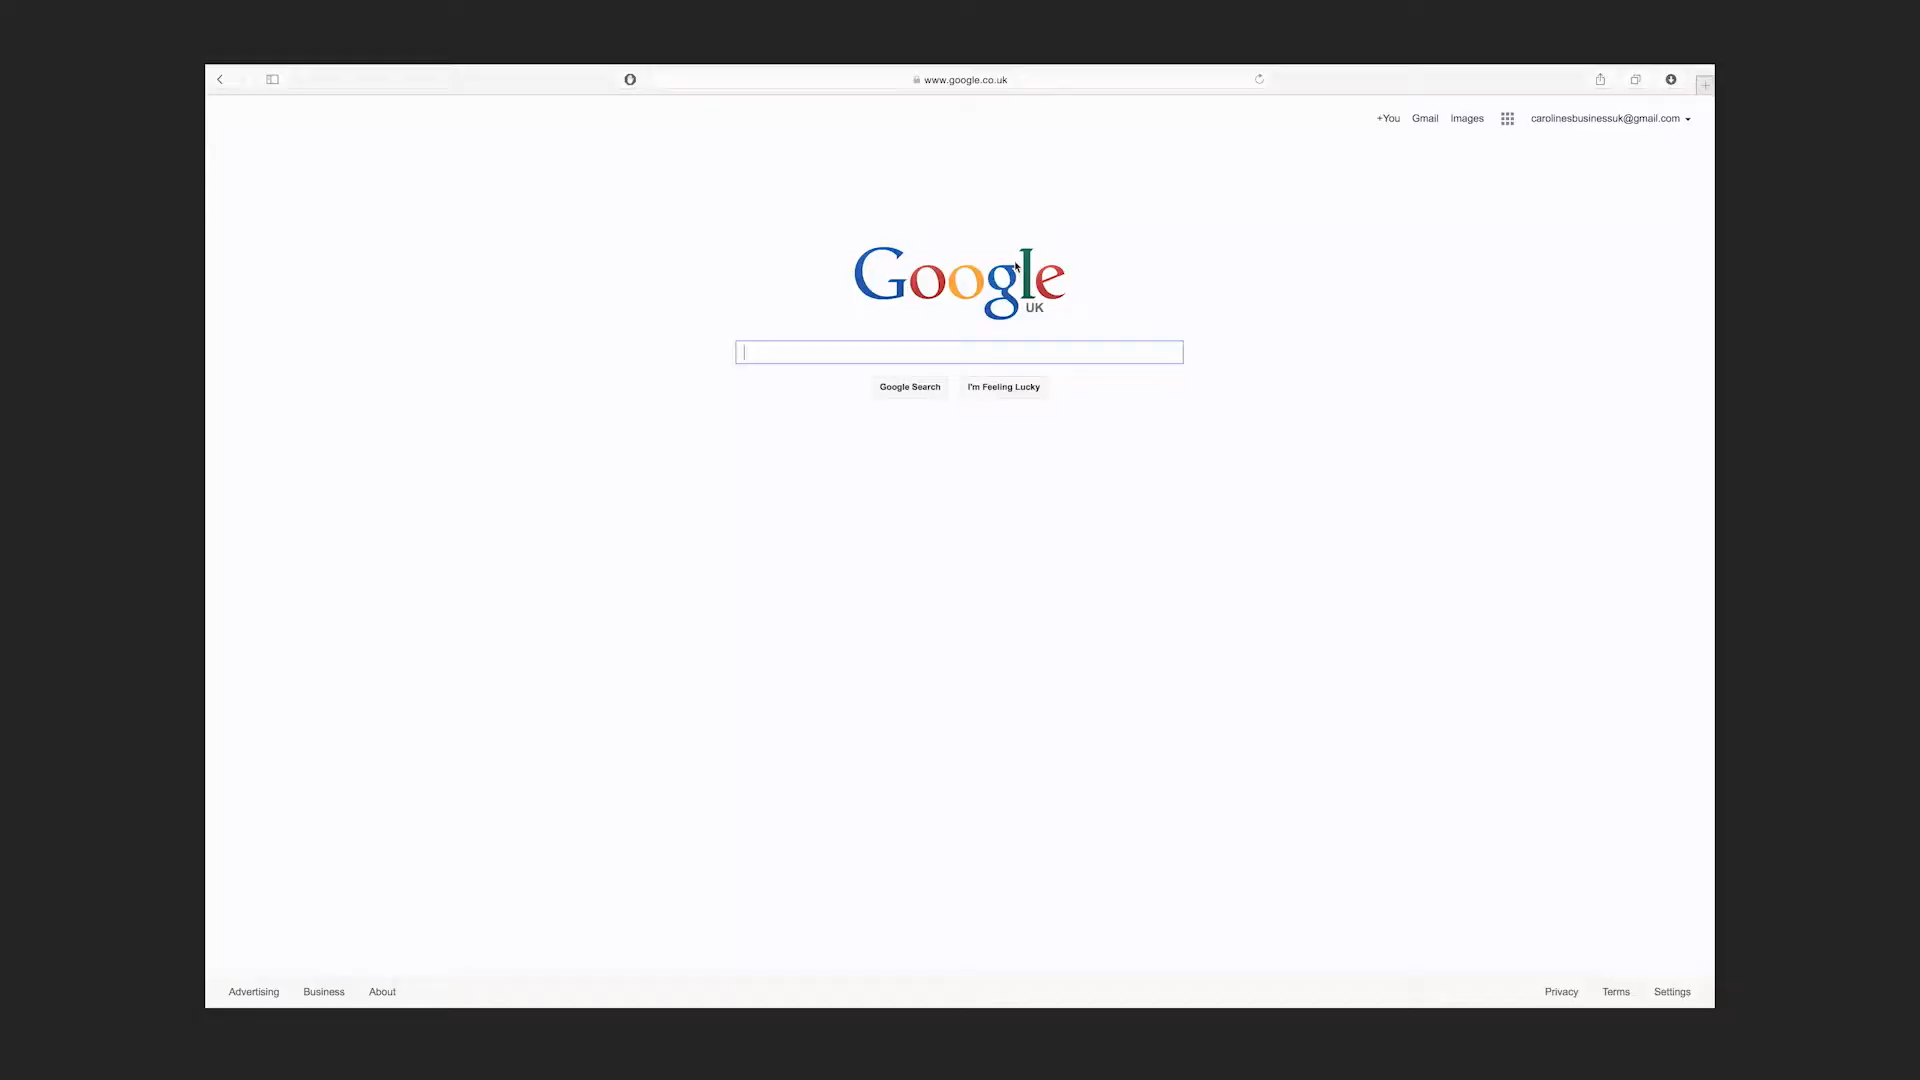 www.google.co.uk
+You Gmail Images carolinesbusinessuk@gmail.com
Google
UK
Google Search I'm Feeling Lucky
Advertising Business About Privacy Terms Settings